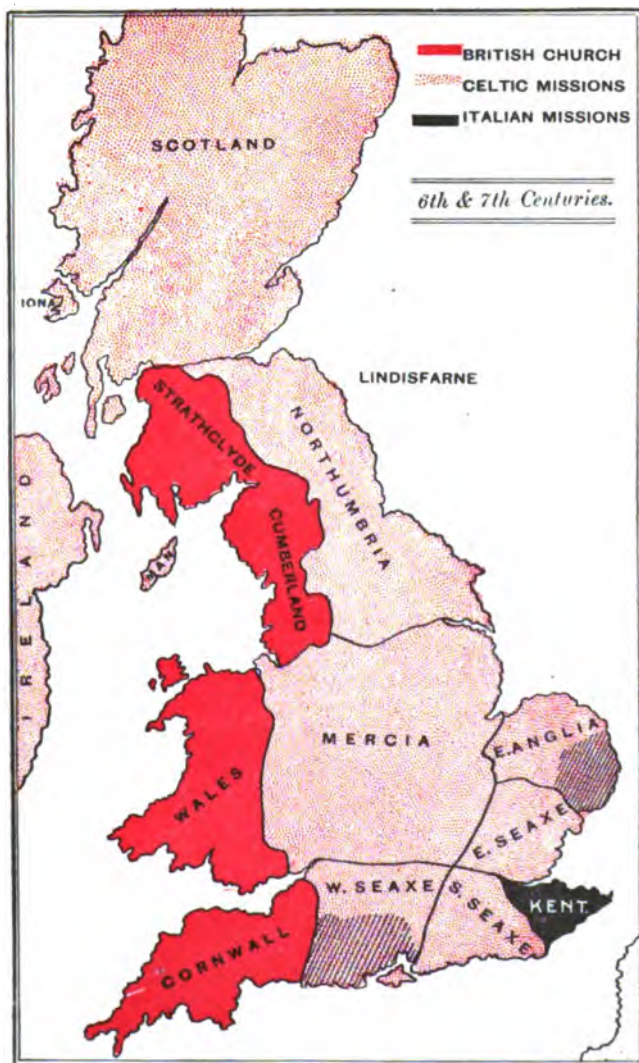 BRITISH CHURCH
CELTIC MISSIONS
ITALIAN MISSIONS
6th & 7th Centuries.
SCOTLAND
IONA
LINDISFARNE
STRATHCLYDE
NORTHUMBRIA
CUMBERLAND
MAN
IRELAND
MERCIA
E. ANGLIA
WALES
E. SEAXE
W. SEAXE
S. SEAXE
KENT.
CORNWALL